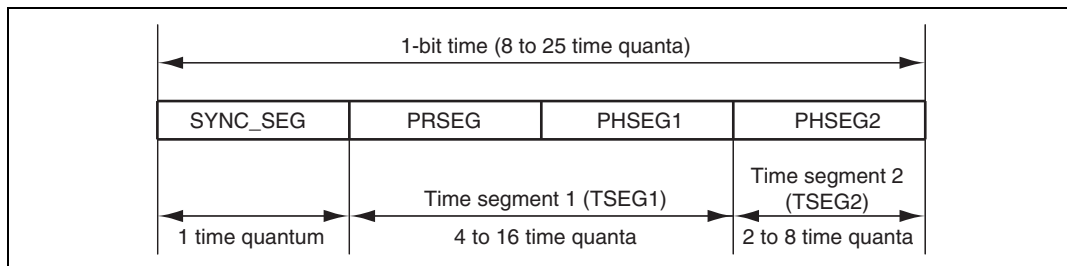 1-bit time (8 to 25 time quanta)
SYNC_SEG PRSEG PHSEG1 PHSEG2
Time segment 1 (TSEG1)
Time segment 2
(TSEG2)
1 time quantum 4 to 16 time quanta 2 to 8 time quanta